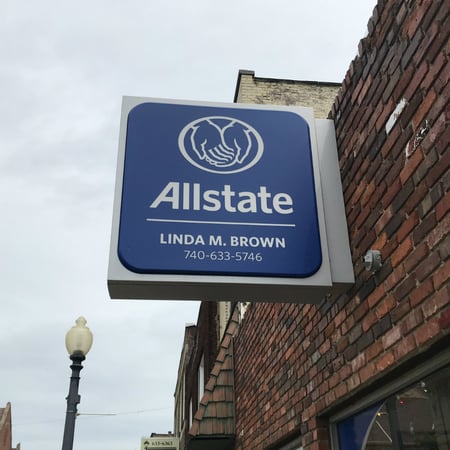 Allstate
LINDA M. BROWN
740-633-5746